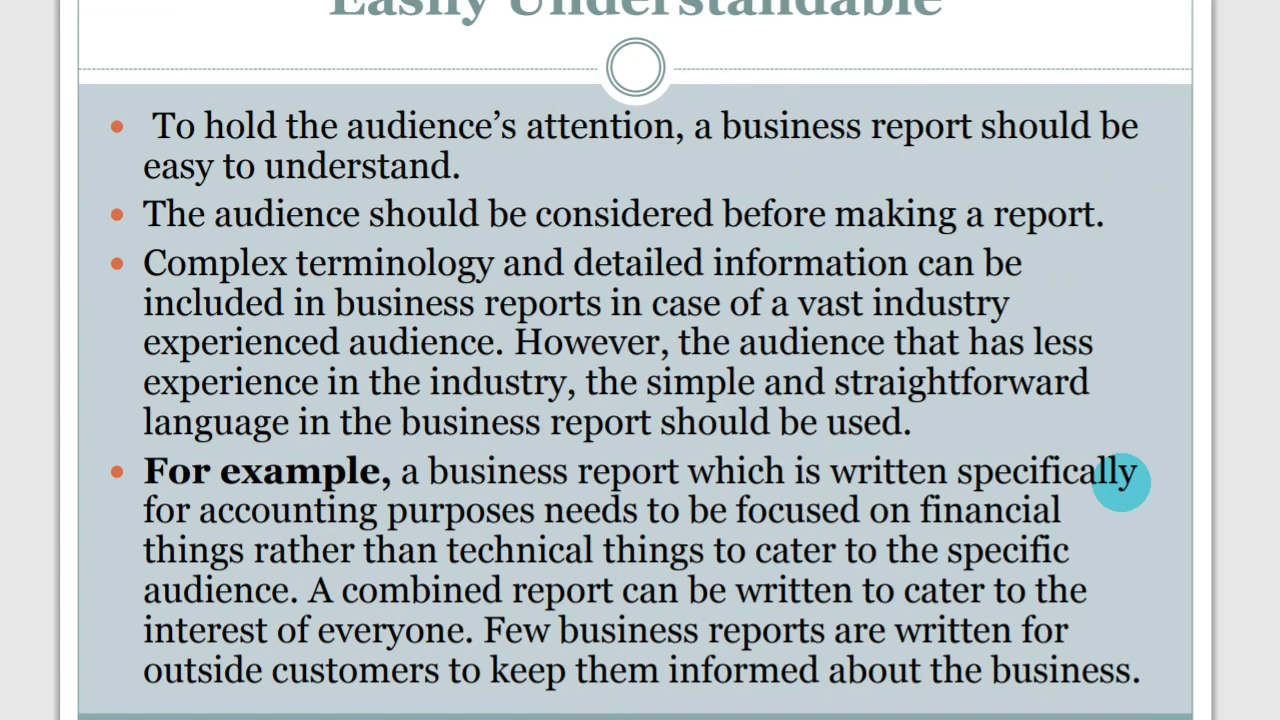 Easily Understandable
To hold the audience’s attention, a business report should be
easy to understand.
The audience should be considered before making a report.
Complex terminology and detailed information can be
included in business reports in case of a vast industry
experienced audience. However, the audience that has less
experience in the industry, the simple and straightforward
language in the business report should be used.
For example, a business report which is written specifically
for accounting purposes needs to be focused on financial
things rather than technical things to cater to the specific
audience. A combined report can be written to cater to the
interest of everyone. Few business reports are written for
outside customers to keep them informed about the business.